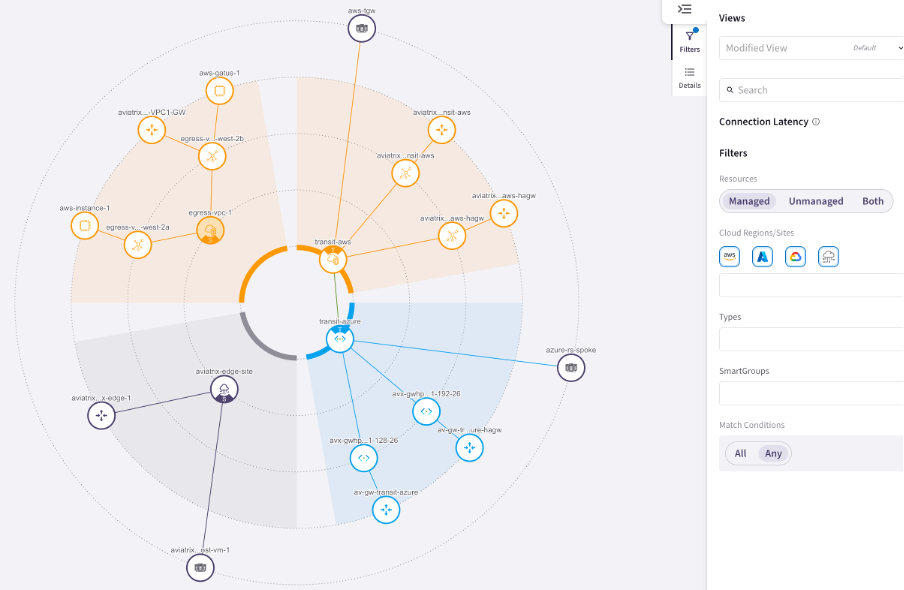 aws-tgw
aws-gatus-1
aviatrix...-VPC1-GW
egress-v...-west-2b
aviatrix...nsit-aws
aviatrix...nsit-aws
aws-instance-1
egress-v...-west-2a
egress-vpc-1
aviatrix...aws-hagw
aviatrix...aws-hagw
transit-aws
transit-azure
azure-rs-spoke
aviatrix-edge-site
aviatrix...x-edge-1
avx-gwhp...1-192-26
av-gw-tr...ure-hagw
avx-gwhp...1-128-26
av-gw-transit-azure
aviatrix...est-vm-1
Filters
Details
Views
Modified View Default
Search
Connection Latency
Filters
Resources
Managed Unmanaged Both
Cloud Regions/Sites
aws
Types
SmartGroups
Match Conditions
All Any